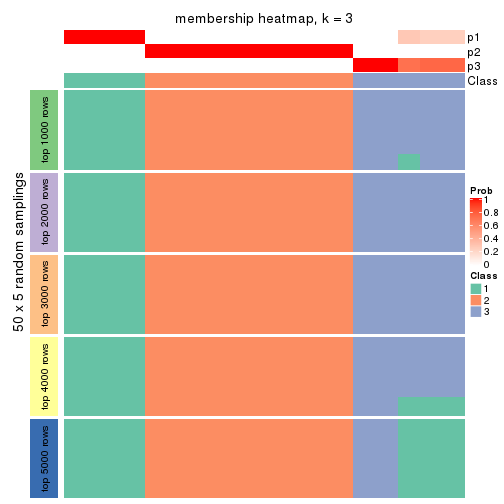 membership heatmap, k = 3
p1
p2
p3
Class
50 x 5 random samplings
top 1000 rows
top 2000 rows
top 3000 rows
top 4000 rows
top 5000 rows
Prob
1
0.8
0.6
0.4
0.2
0
Class
1
2
3